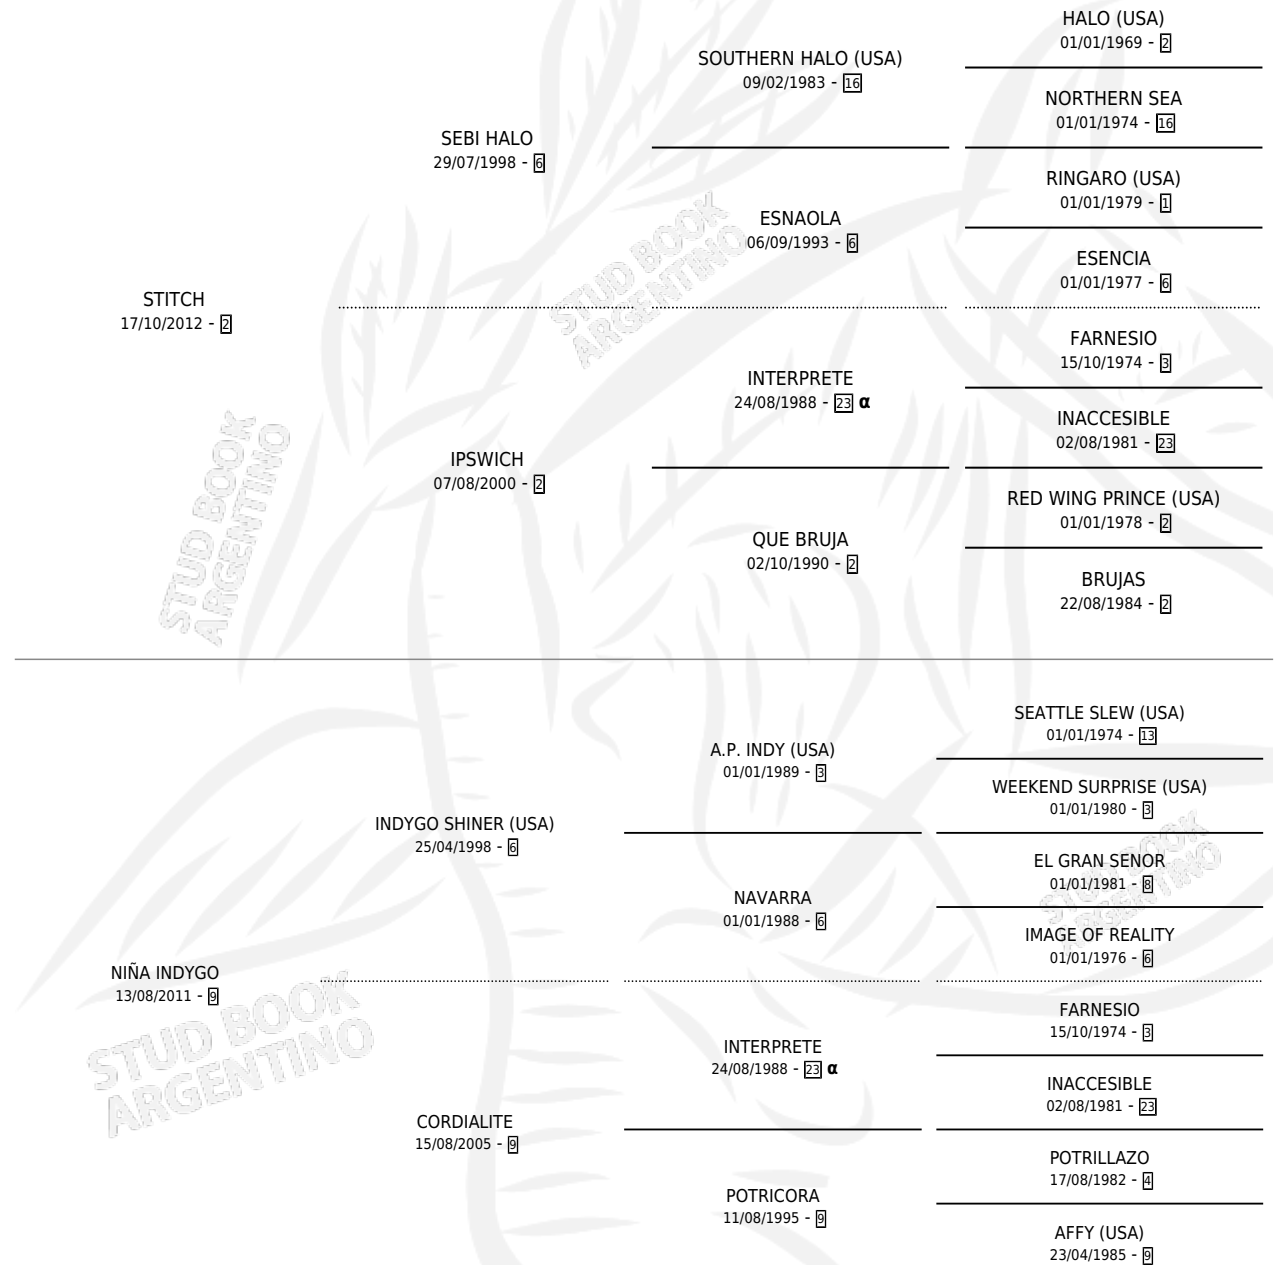 HALO (USA)
01/01/1969 - 2
SOUTHERN HALO (USA)
09/02/1983 - 16
NORTHERN SEA
01/01/1974 - 16
SEBI HALO
29/07/1998 - 6
RINGARO (USA)
01/01/1979 - 1
ESNAOLA
06/09/1993 - 6
ESENCIA
01/01/1977 - 6
STITCH
17/10/2012 - 2
FARNESIO
15/10/1974 - 3
INTERPRETE
24/08/1988 - 23 α
INACCESIBLE
02/08/1981 - 23
IPSWICH
07/08/2000 - 2
RED WING PRINCE (USA)
01/01/1978 - 2
QUE BRUJA
02/10/1990 - 2
BRUJAS
22/08/1984 - 2
SEATTLE SLEW (USA)
01/01/1974 - 13
A.P. INDY (USA)
01/01/1989 - 3
WEEKEND SURPRISE (USA)
01/01/1980 - 3
INDYGO SHINER (USA)
25/04/1998 - 6
EL GRAN SENOR
01/01/1981 - 8
NAVARRA
01/01/1988 - 6
IMAGE OF REALITY
01/01/1976 - 6
NIÑA INDYGO
13/08/2011 - 9
FARNESIO
15/10/1974 - 3
INTERPRETE
24/08/1988 - 23 α
INACCESIBLE
02/08/1981 - 23
CORDIALITE
15/08/2005 - 9
POTRILLAZO
17/08/1982 - 4
POTRICORA
11/08/1995 - 9
AFFY (USA)
23/04/1985 - 9
STUD BOOK
ARGENTINO
STUD BOOK
ARGENTINO
STUD BOOK
ARGENTINO
STUD BOOK
ARGENTINO